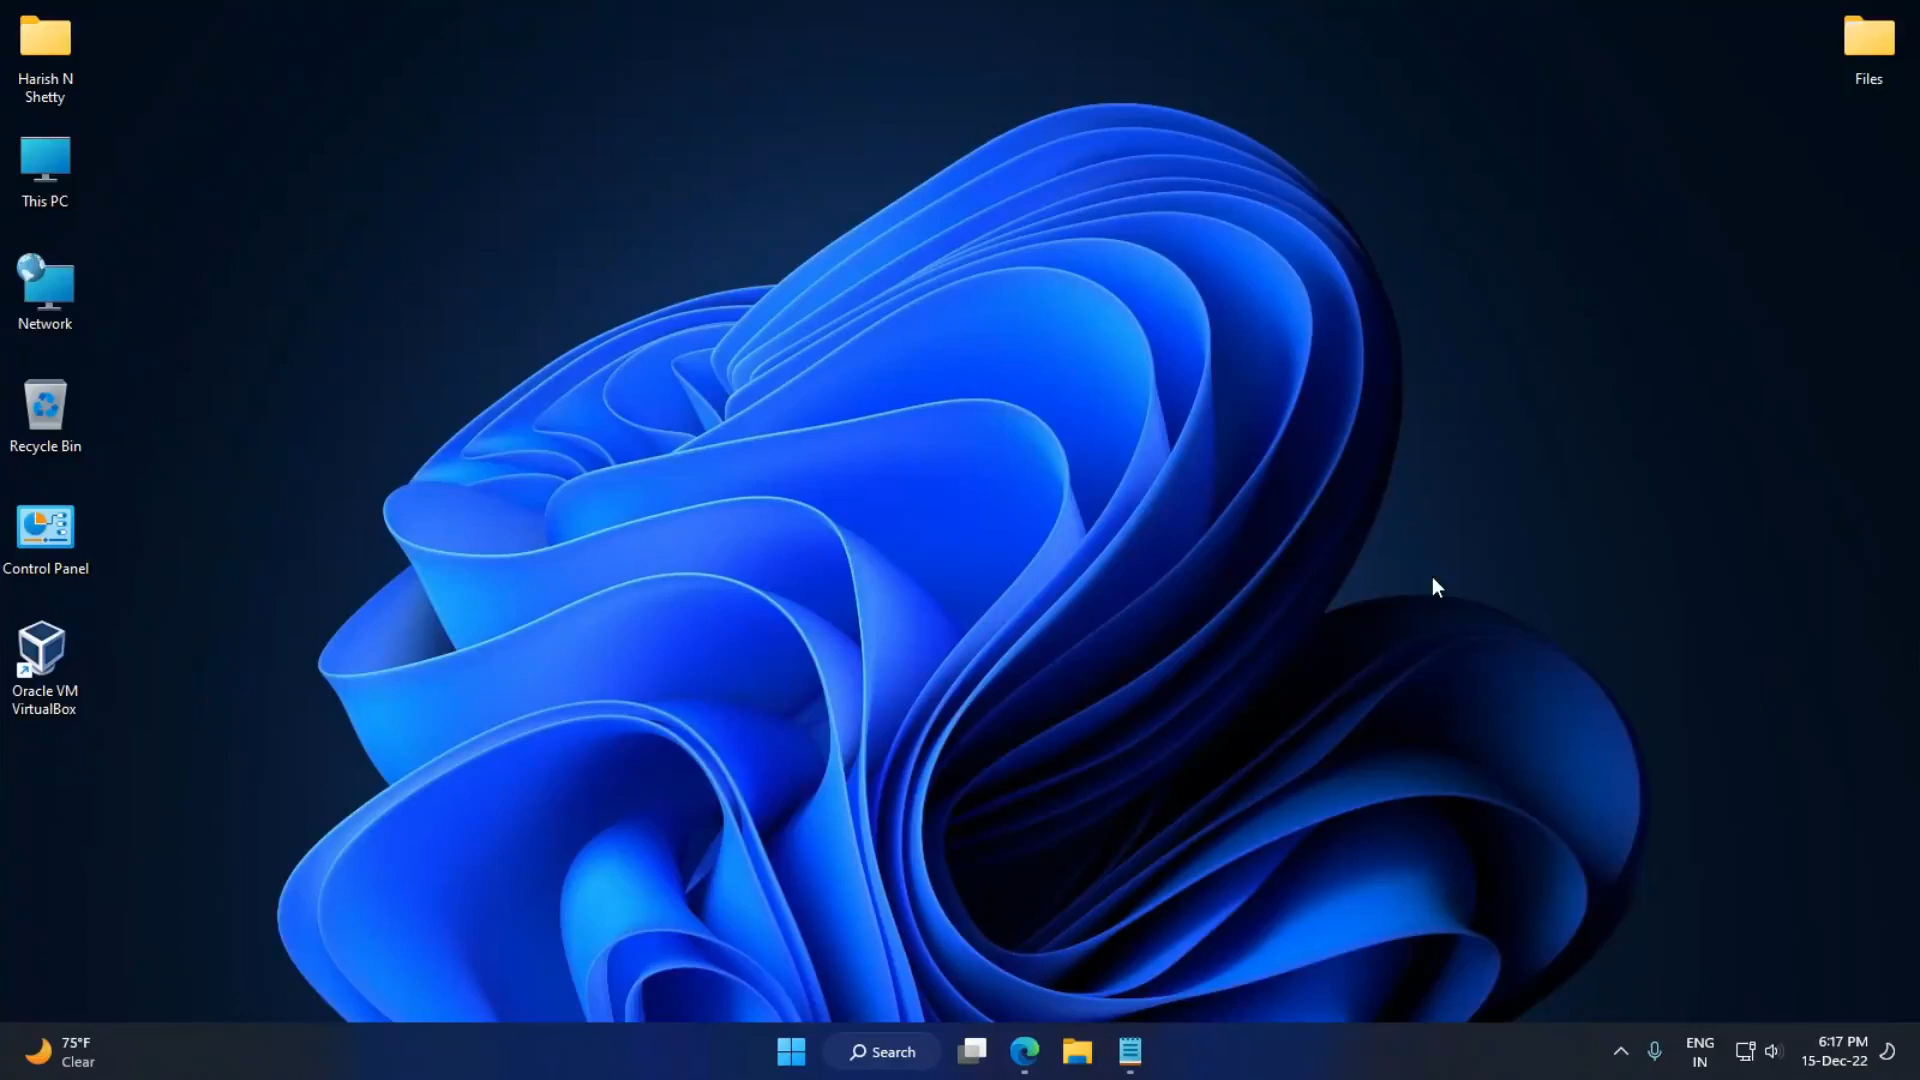 Harish N
Shetty
This PC
Network
Recycle Bin
Control Panel
Oracle VM
VirtualBox
Files
75°F
Clear
Search
ENG
IN
6:17 PM
15-Dec-22